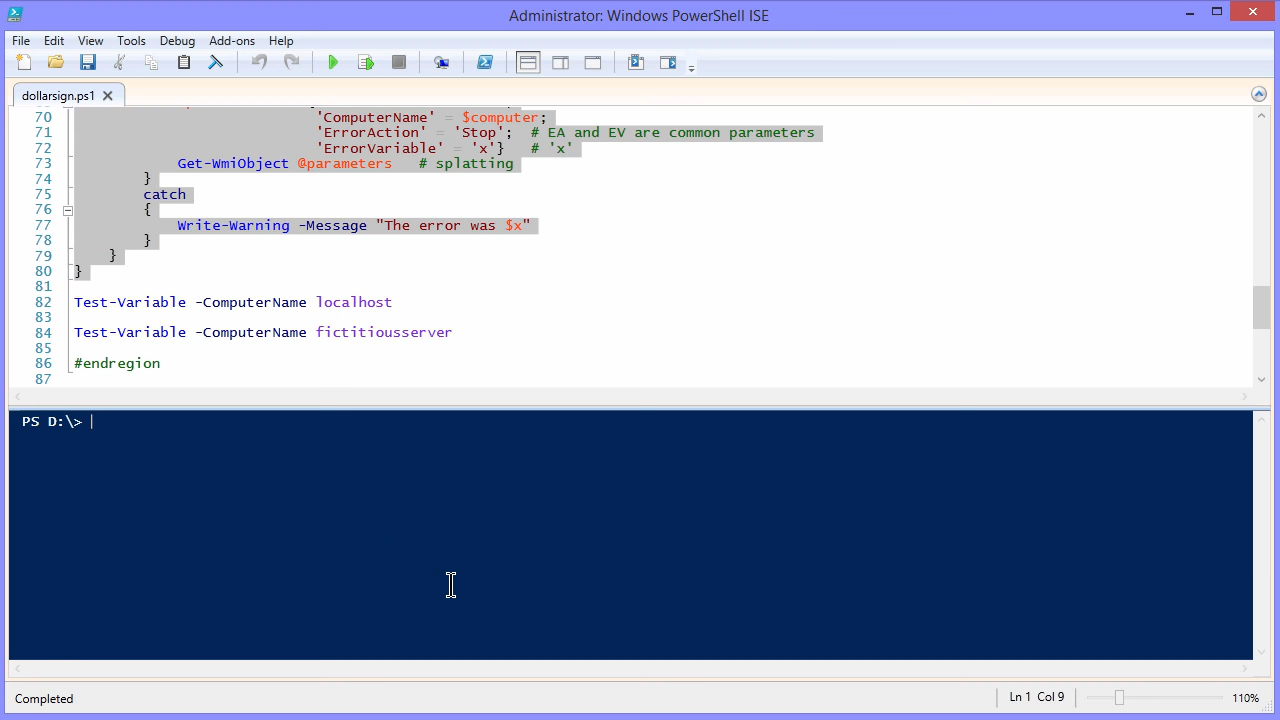 Administrator: Windows PowerShell ISE
File Edit View Tools Debug Add-ons Help
dollarsign.ps1
70 'ComputerName' = $computer;
71 'ErrorAction' = 'Stop'; # EA and EV are common parameters
72 'ErrorVariable' = 'x'} # 'x'
73 Get-WmiObject @parameters # splatting
74 }
75 catch
76 {
77 Write-Warning -Message "The error was $x"
78 }
79 }
80 }
81
82 Test-Variable -ComputerName localhost
83
84 Test-Variable -ComputerName fictitiousserver
85
86 #endregion
87
PS D:\>
Completed
Ln 1 Col 9
110%